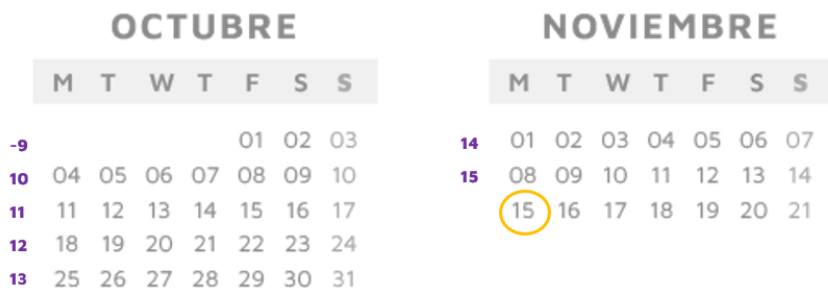 OCTUBRE
M T W T F S S
-9 01 02 03
10 04 05 06 07 08 09 10
11 11 12 13 14 15 16 17
12 18 19 20 21 22 23 24
13 25 26 27 28 29 30 31
NOVIEMBRE
M T W T F S S
14 01 02 03 04 05 06 07
15 08 09 10 11 12 13 14
15 16 17 18 19 20 21